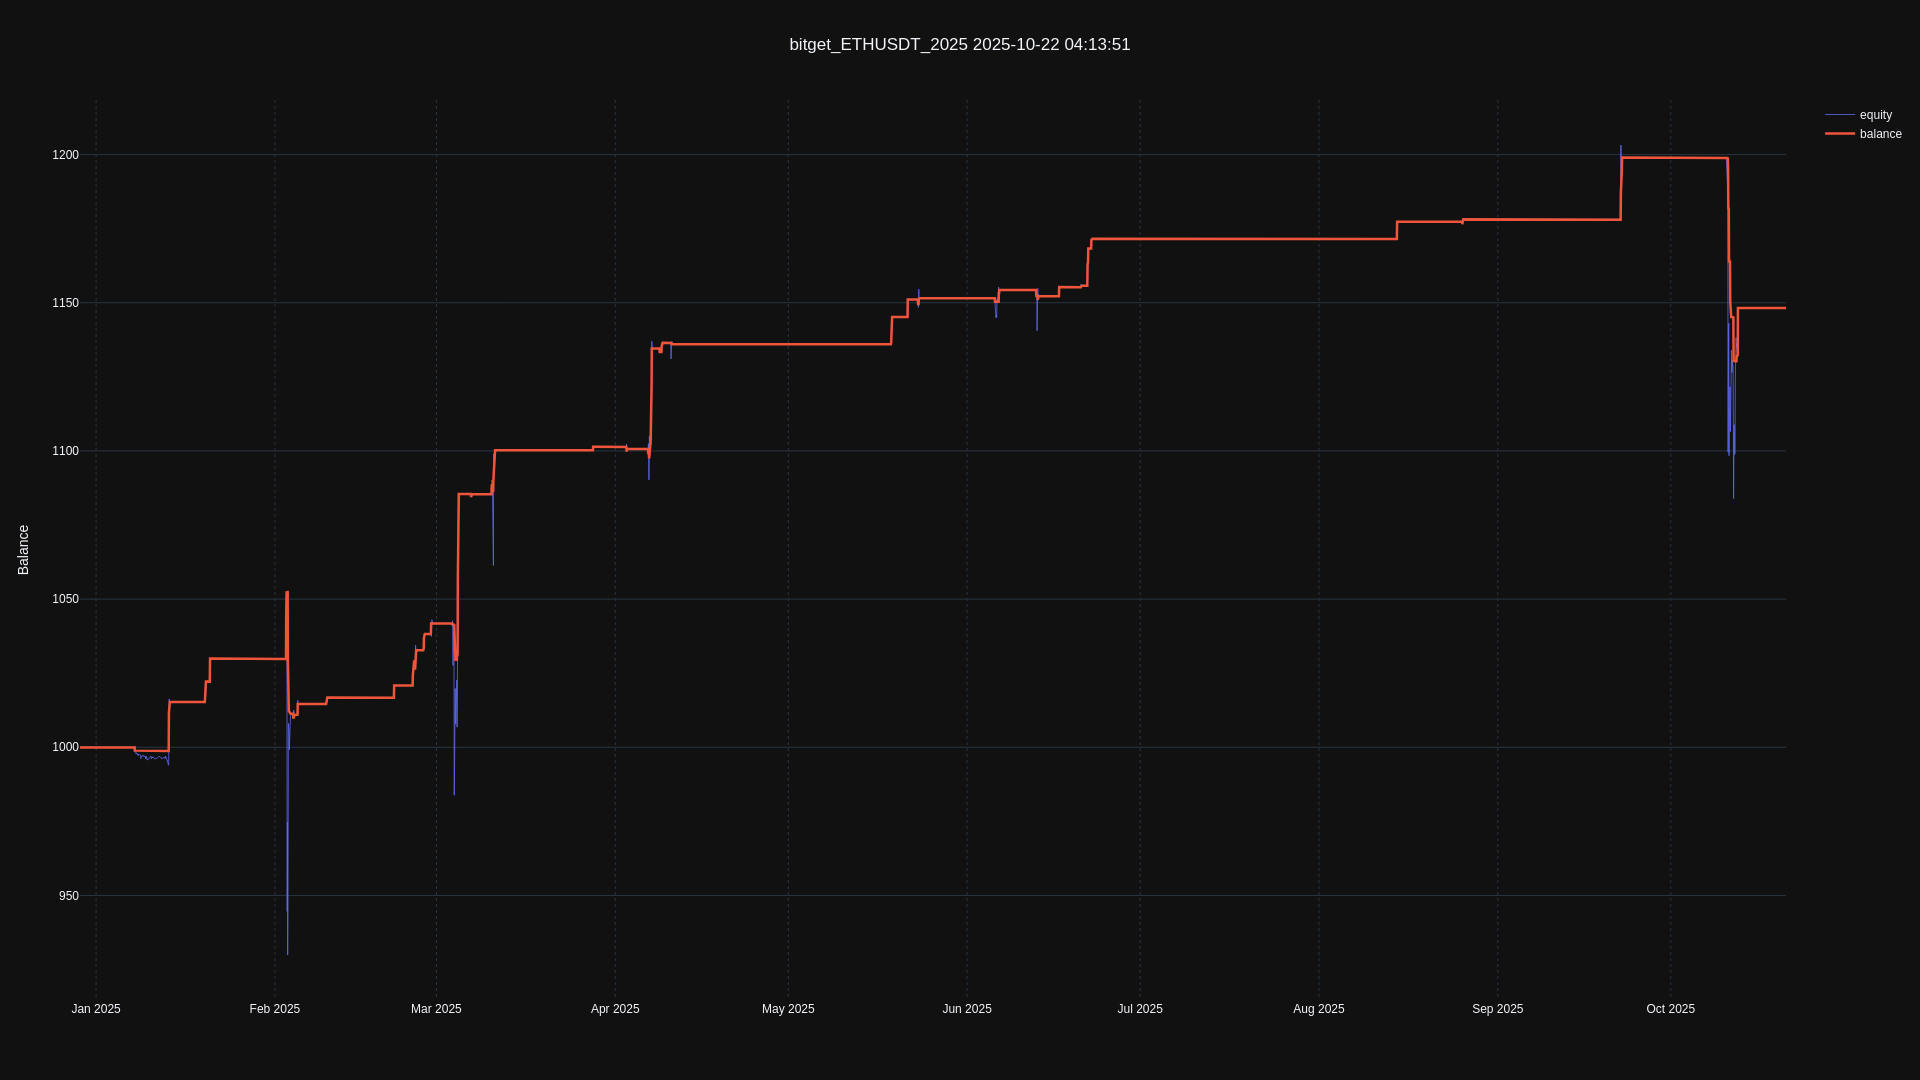 bitget_ETHUSDT_2025 2025-10-22 04:13:51
equity
balance
1200
1150
1100
1050
1000
950
Balance
Jan 2025
Feb 2025
Mar 2025
Apr 2025
May 2025
Jun 2025
Jul 2025
Aug 2025
Sep 2025
Oct 2025